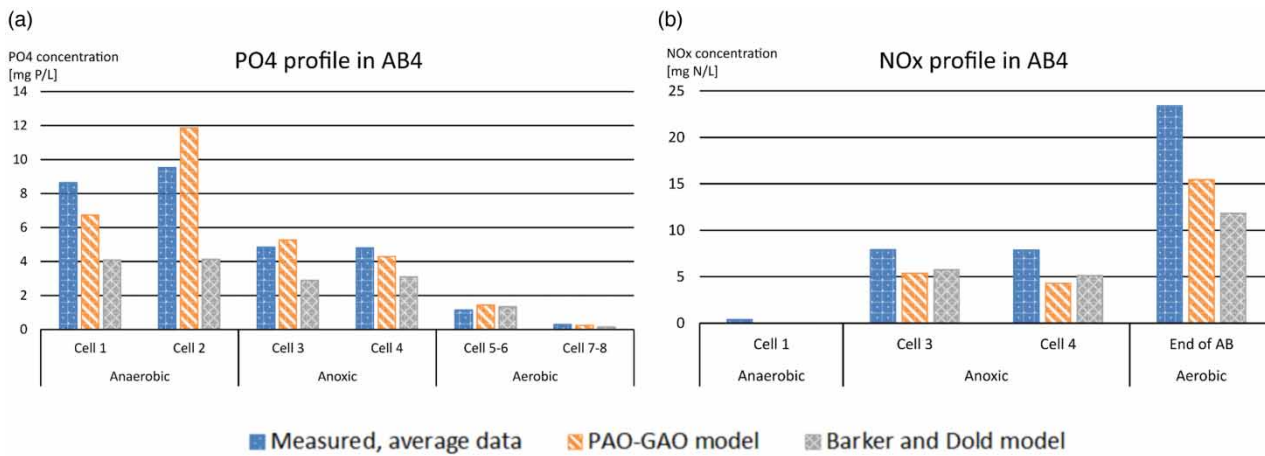 (a)
PO4 concentration
[mg P/L]
PO4 profile in AB4
14
12
10
8
6
4
2
0
Cell 1 Cell 2 Cell 3 Cell 4 Cell 5-6 Cell 7-8
Anaerobic Anoxic Aerobic
(b)
NOx concentration
[mg N/L]
NOx profile in AB4
25
20
15
10
5
0
Cell 1 Cell 3 Cell 4 End of AB
Anaerobic Anoxic Aerobic
Measured, average data PAO-GAO model Barker and Dold model